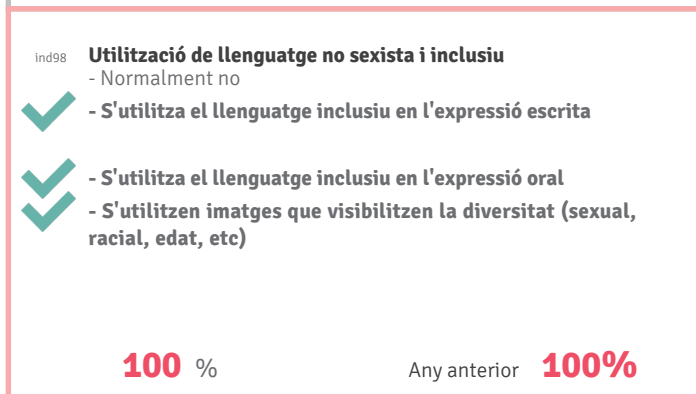 ind98 Utilització de llenguatge no sexista i inclusiu
- Normalment no
- S'utilitza el llenguatge inclusiu en l'expressió escrita
- S'utilitza el llenguatge inclusiu en l'expressió oral
- S'utilitzen imatges que visibilitzen la diversitat (sexual,
racial, edat, etc)
100 % Any anterior 100%